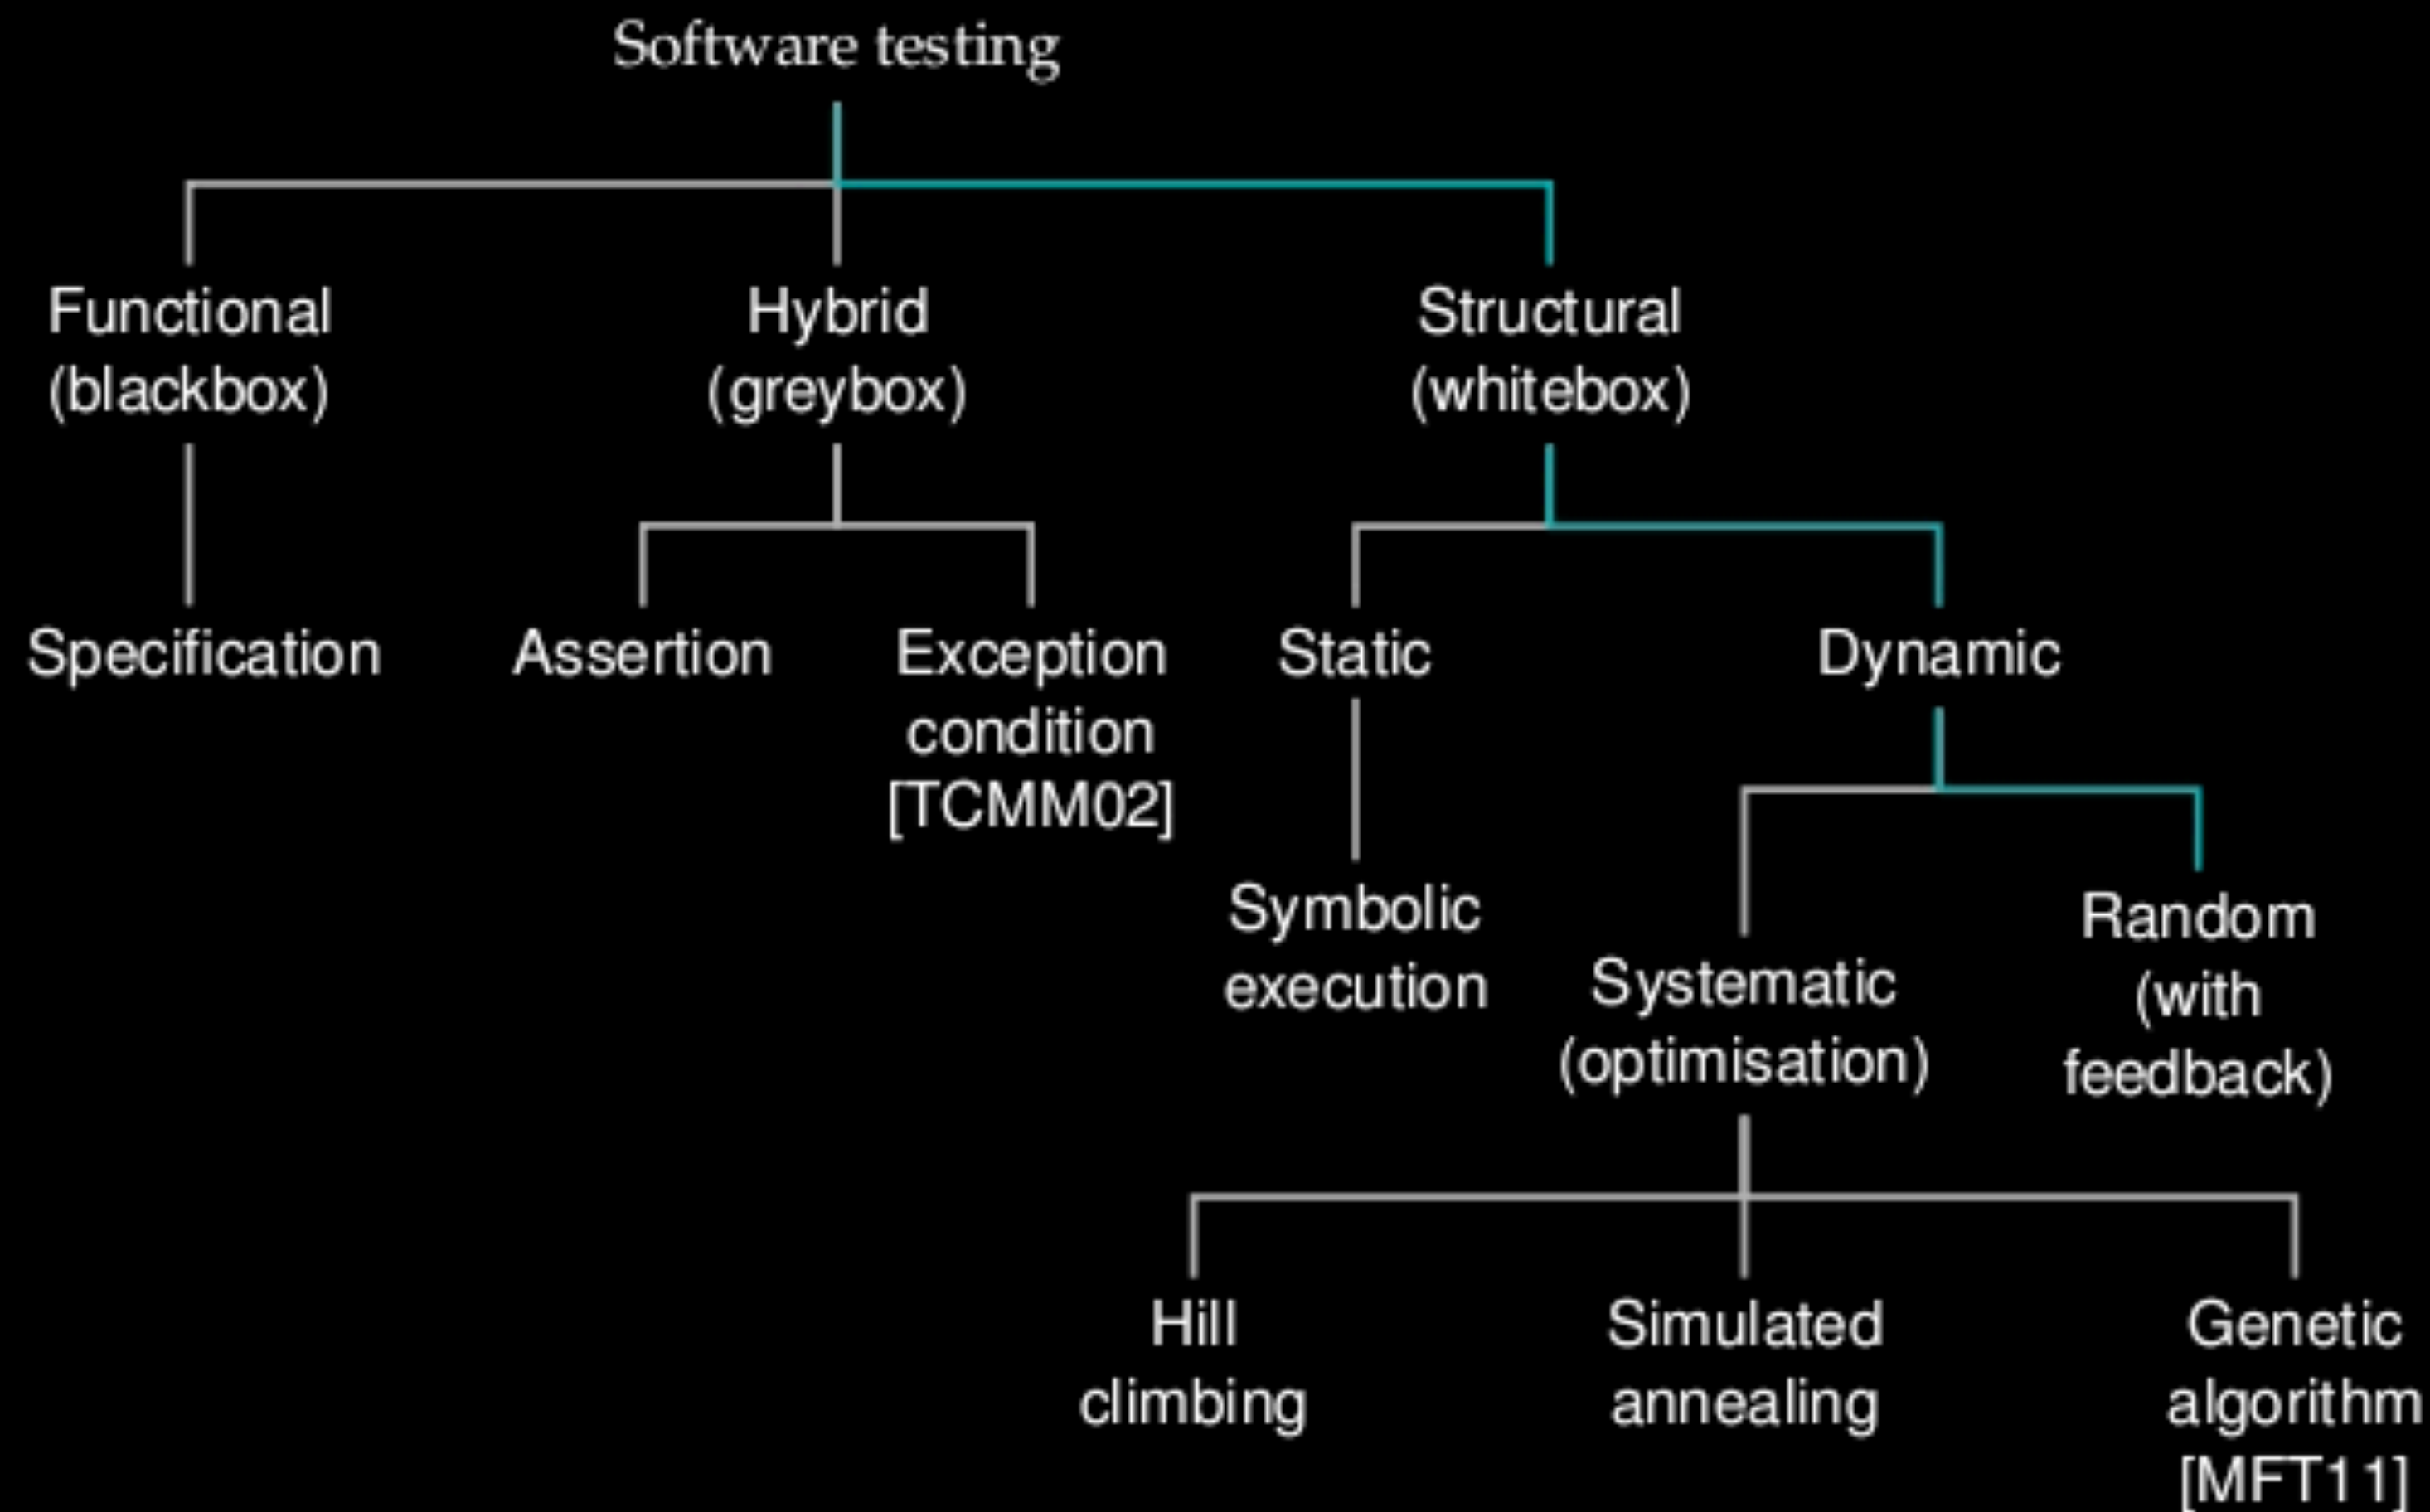 Software testing
Functional
(blackbox)
Hybrid
(greybox)
Structural
(whitebox)
Specification
Assertion
Exception
condition
[TCMM02]
Static
Dynamic
Symbolic
execution
Systematic
(optimisation)
Random
(with
feedback)
Hill
climbing
Simulated
annealing
Genetic
algorithm
[MFT11]